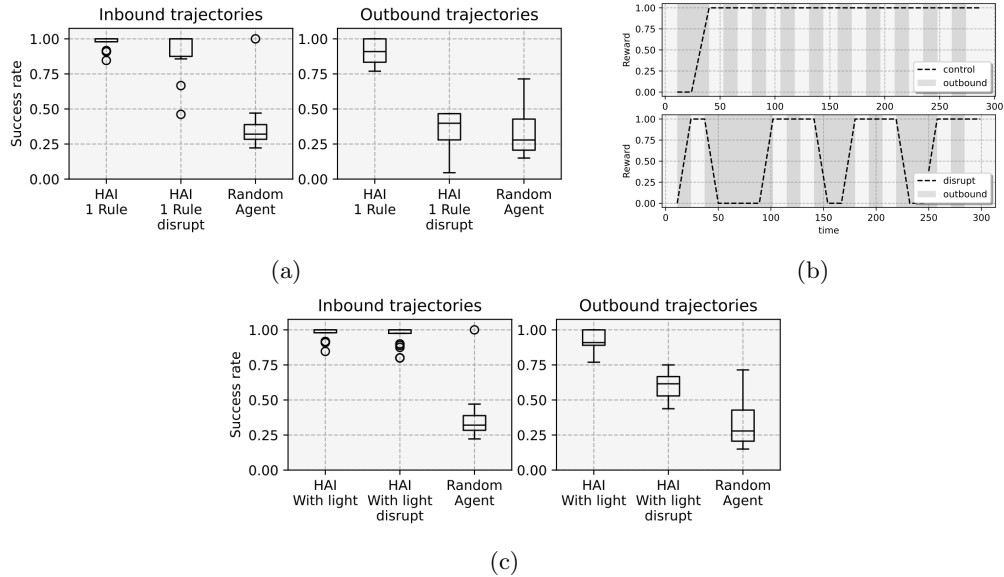 Inbound trajectories
Outbound trajectories
Success rate
1.00
0.75
0.50
0.25
0.00
1.00
0.75
0.50
0.25
0.00
HAI
1 Rule
HAI
1 Rule
disrupt
Random
Agent
HAI
1 Rule
HAI
1 Rule
disrupt
Random
Agent
(a)
Reward
1.00
0.75
0.50
0.25
0.00
control
outbound
0
50
100
150
200
250
300
Reward
1.00
0.75
0.50
0.25
0.00
disrupt
outbound
0
50
100
150
200
250
300
time
(b)
Inbound trajectories
Outbound trajectories
Success rate
1.00
0.75
0.50
0.25
0.00
1.00
0.75
0.50
0.25
0.00
HAI
With light
HAI
With light
disrupt
Random
Agent
HAI
With light
HAI
With light
disrupt
Random
Agent
(c)